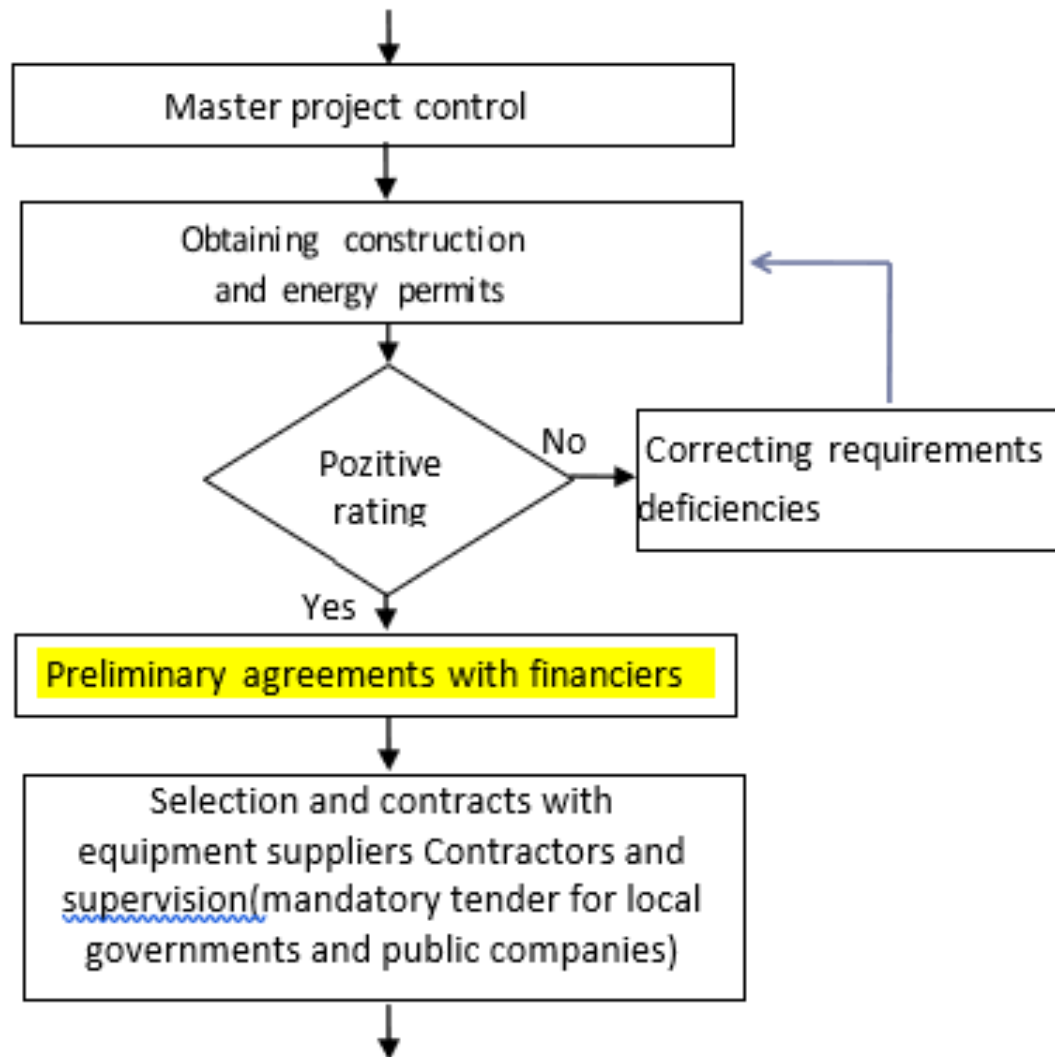 Master project control
Obtaining construction
and energy permits
Pozitive
rating
No
Correcting requirements
deficiencies
Yes
Preliminary agreements with financiers
Selection and contracts with
equipment suppliers Contractors and
supervision(mandatory tender for local
governments and public companies)